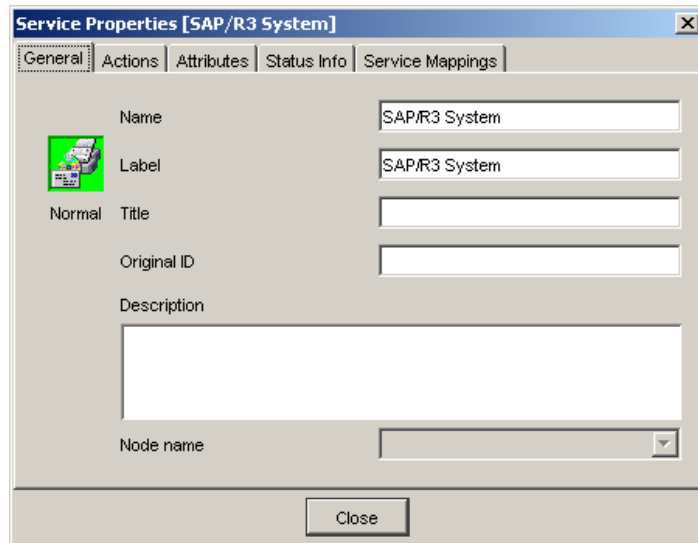 Service Properties [SAP/R3 System]
General Actions Attributes Status Info Service Mappings
Name SAP/R3 System
Label SAP/R3 System
Normal Title
Original ID
Description
Node name
Close